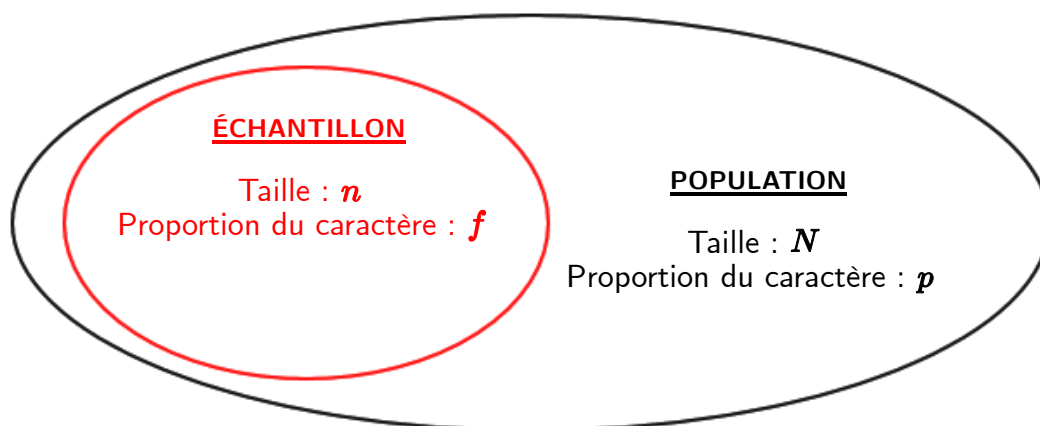 ÉCHANTILLON
Taille : n
Proportion du caractère : f
POPULATION
Taille : N
Proportion du caractère : p